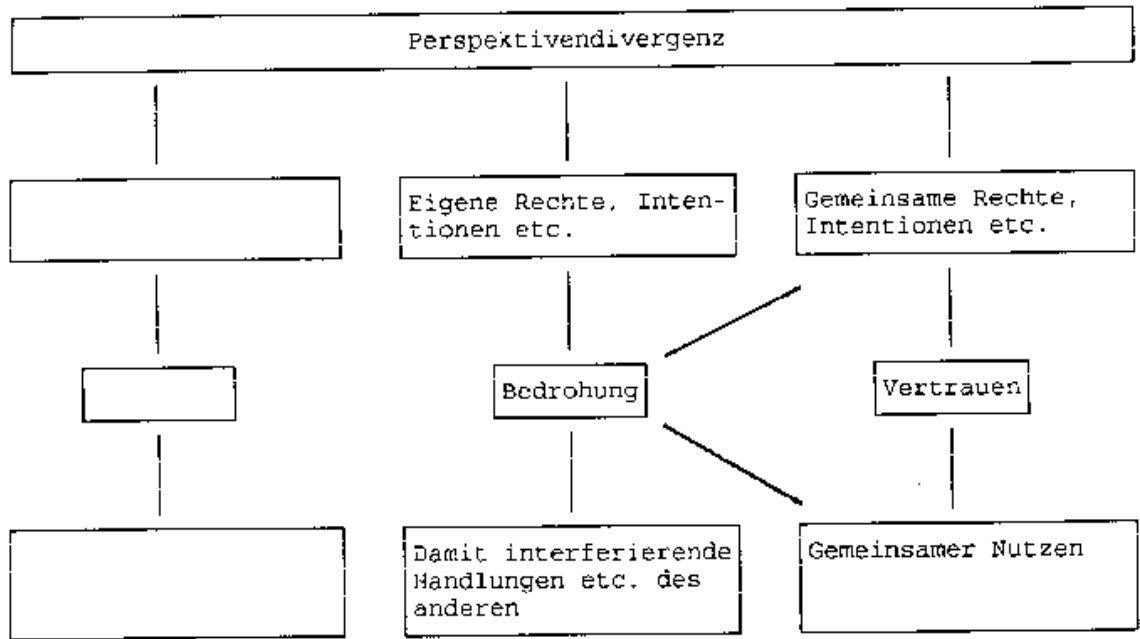 Perspektivendivergenz
Eigene Rechte, Inten-
tionen etc.
Gemeinsame Rechte,
Intentionen etc.
Bedrohung
Vertrauen
Damit interferierende
Handlungen etc. des
anderen
Gemeinsamer Nutzen